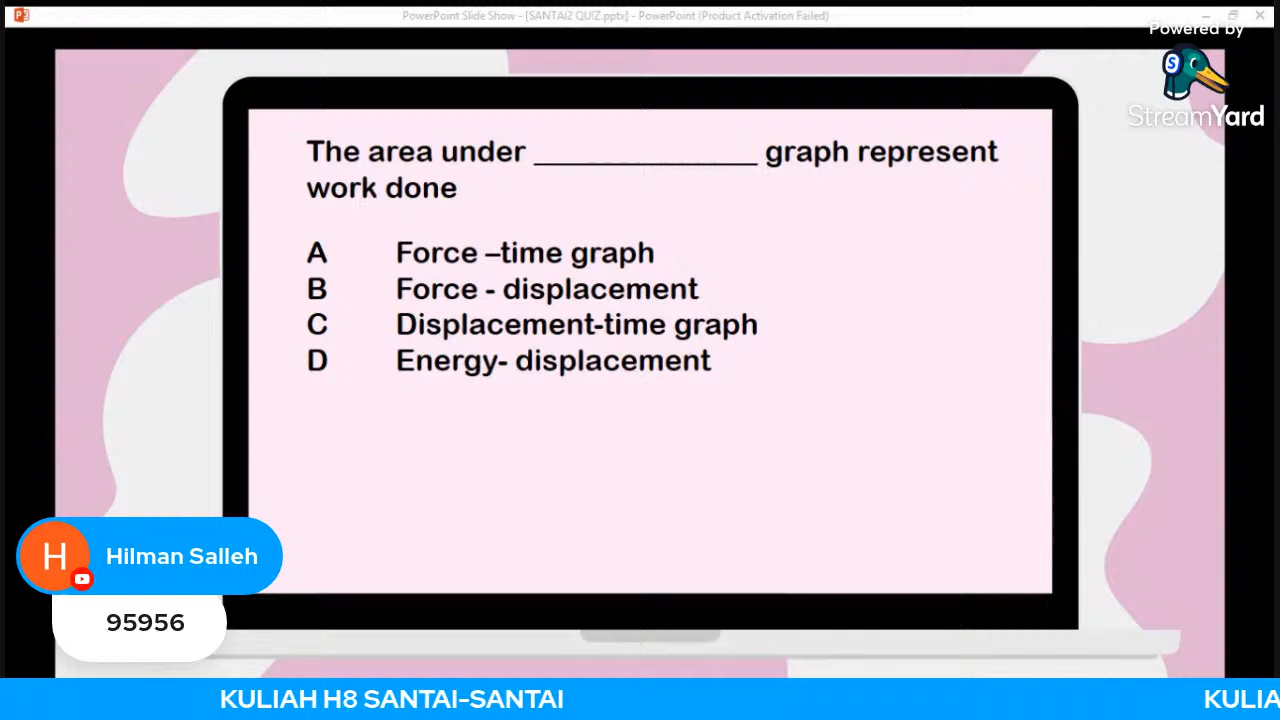 PowerPoint Slide Show - [SANTAI2 QUIZ.pptx] - PowerPoint (Product Activation Failed)
Powered by
StreamYard
The area under ______________ graph represent
work done
A Force –time graph
B Force - displacement
C Displacement-time graph
D Energy- displacement
H
Hilman Salleh
95956
KULIAH H8 SANTAI-SANTAI
KULIA